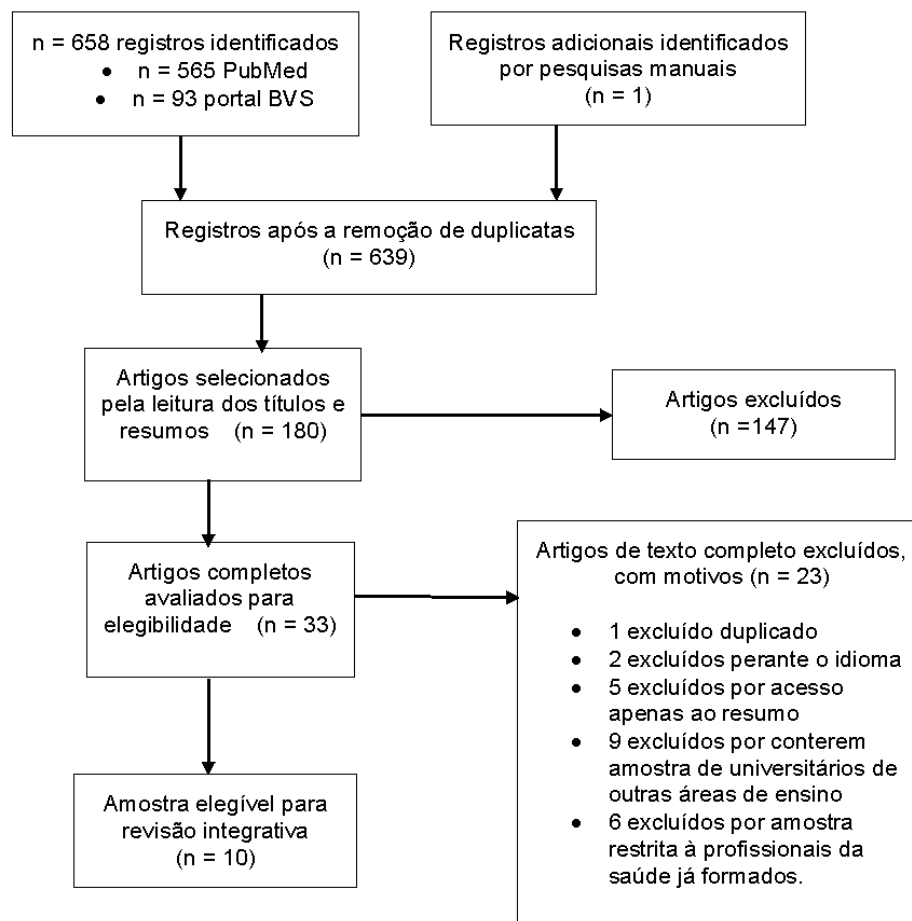 n = 658 registros identificados
• n = 565 PubMed
• n = 93 portal BVS
Registros adicionais identificados
por pesquisas manuais
(n = 1)
Registros após a remoção de duplicatas
(n = 639)
Artigos selecionados
pela leitura dos títulos e
resumos (n = 180)
Artigos excluídos
(n =147)
Artigos completos
avaliados para
elegibilidade (n = 33)
Artigos de texto completo excluídos,
com motivos (n = 23)
• 1 excluído duplicado
• 2 excluídos perante o idioma
• 5 excluídos por acesso
apenas ao resumo
• 9 excluídos por conterem
amostra de universitários de
outras áreas de ensino
• 6 excluídos por amostra
restrita à profissionais da
saúde já formados.
Amostra elegível para
revisão integrativa
(n = 10)